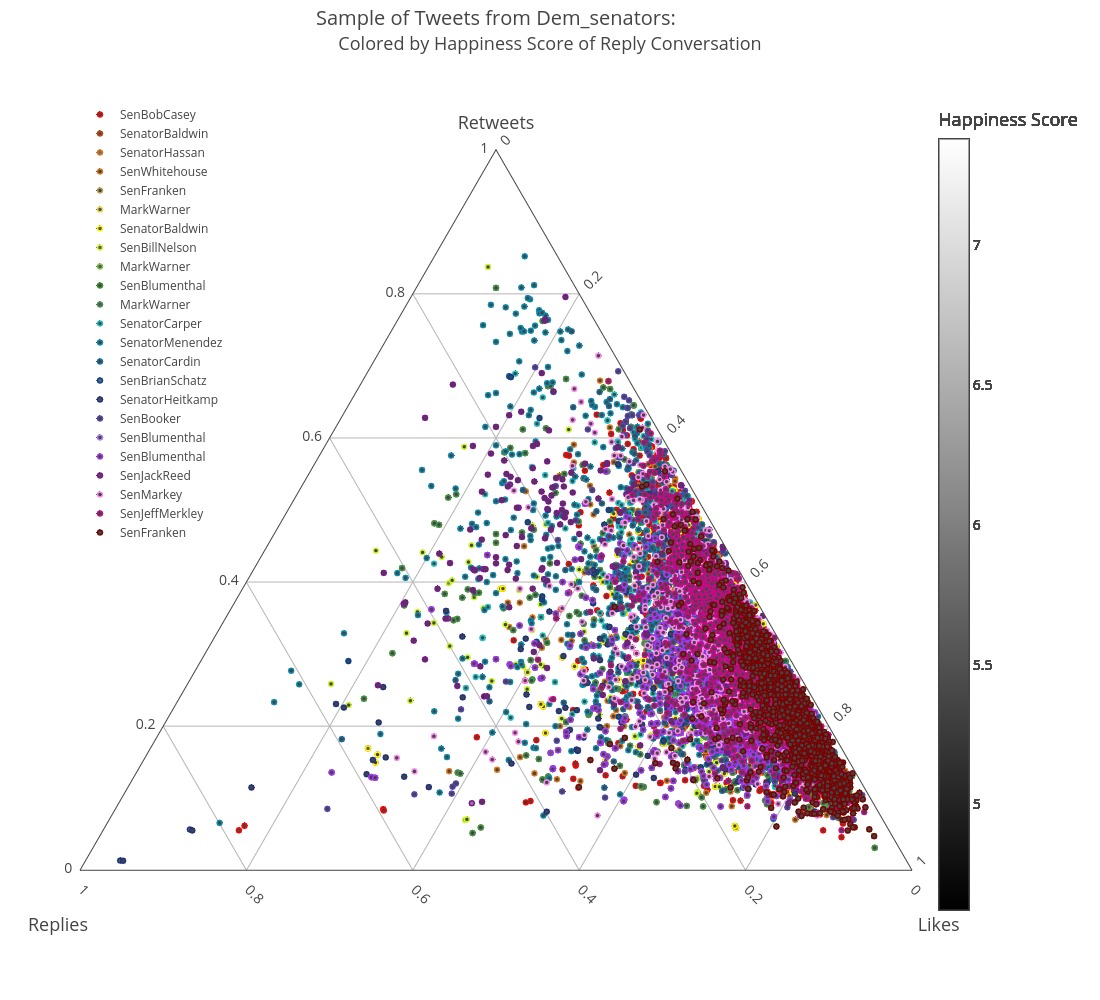 Sample of Tweets from Dem_senators:
Colored by Happiness Score of Reply Conversation
SenBobCasey
SenatorBaldwin
SenatorHassan
SenWhitehouse
SenFranken
MarkWarner
SenatorBaldwin
SenBillNelson
MarkWarner
SenBlumenthal
MarkWarner
SenatorCarper
SenatorMenendez
SenatorCardin
SenBrianSchatz
SenatorHeitkamp
SenBooker
SenBlumenthal
SenBlumenthal
SenJackReed
SenMarkey
SenJeffMerkley
SenFranken
Retweets
1
0.8
0.6
0.4
0.2
0
0
0.2
0.4
0.6
0.8
1
1
0.8
0.6
0.4
0.2
0
Replies
Likes
Happiness Score
7
6.5
6
5.5
5